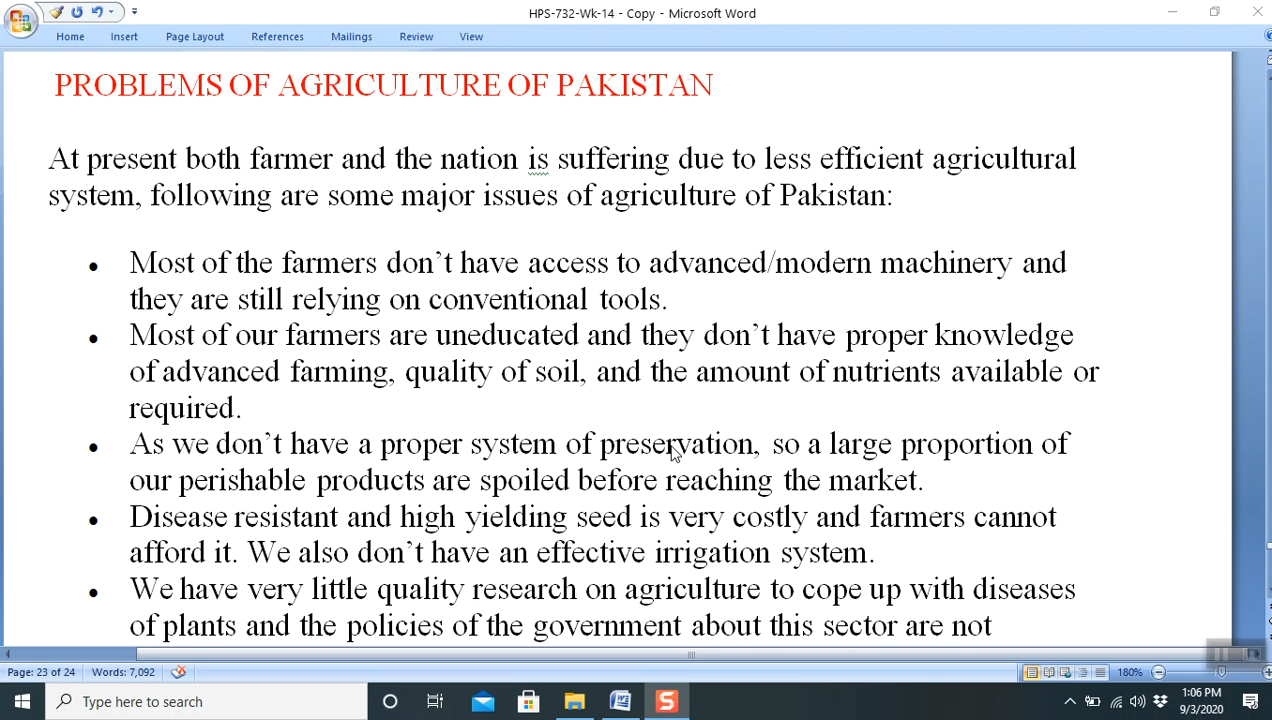 HPS-732-Wk-14 - Copy - Microsoft Word
Home Insert Page Layout References Mailings Review View
PROBLEMS OF AGRICULTURE OF PAKISTAN
At present both farmer and the nation is suffering due to less efficient agricultural
system, following are some major issues of agriculture of Pakistan:
• Most of the farmers don’t have access to advanced/modern machinery and
they are still relying on conventional tools.
• Most of our farmers are uneducated and they don’t have proper knowledge
of advanced farming, quality of soil, and the amount of nutrients available or
required.
• As we don’t have a proper system of preservation, so a large proportion of
our perishable products are spoiled before reaching the market.
• Disease resistant and high yielding seed is very costly and farmers cannot
afford it. We also don’t have an effective irrigation system.
• We have very little quality research on agriculture to cope up with diseases
of plants and the policies of the government about this sector are not
Page: 23 of 24 Words: 7,092 180%
Type here to search
1:06 PM
9/3/2020